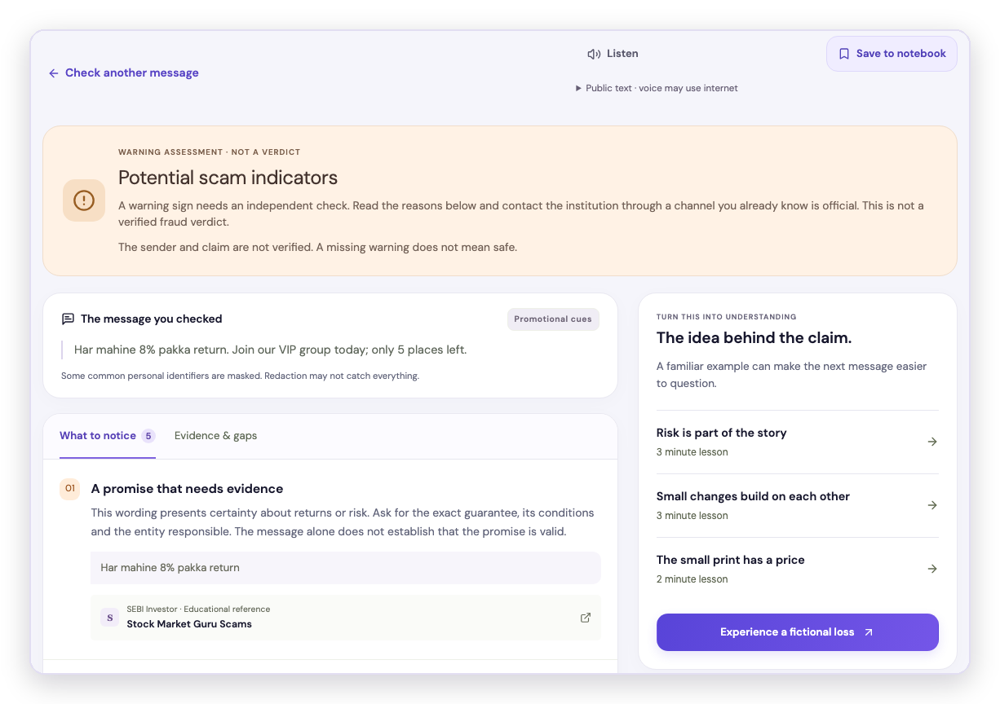 Check another message
Listen
Save to notebook
Public text · voice may use internet
WARNING ASSESSMENT · NOT A VERDICT
Potential scam indicators
A warning sign needs an independent check. Read the reasons below and contact the institution through a channel you already know is official. This is not a
verified fraud verdict.
The sender and claim are not verified. A missing warning does not mean safe.
The message you checked
Promotional cues
Har mahine 8% pakka return. Join our VIP group today; only 5 places left.
Some common personal identifiers are masked. Redaction may not catch everything.
What to notice 5
Evidence & gaps
01
A promise that needs evidence
This wording presents certainty about returns or risk. Ask for the exact guarantee, its conditions
and the entity responsible. The message alone does not establish that the promise is valid.
Har mahine 8% pakka return
S
SEBI Investor · Educational reference
Stock Market Guru Scams
TURN THIS INTO UNDERSTANDING
The idea behind the claim.
A familiar example can make the next message easier
to question.
Risk is part of the story
3 minute lesson
Small changes build on each other
3 minute lesson
The small print has a price
2 minute lesson
Experience a fictional loss